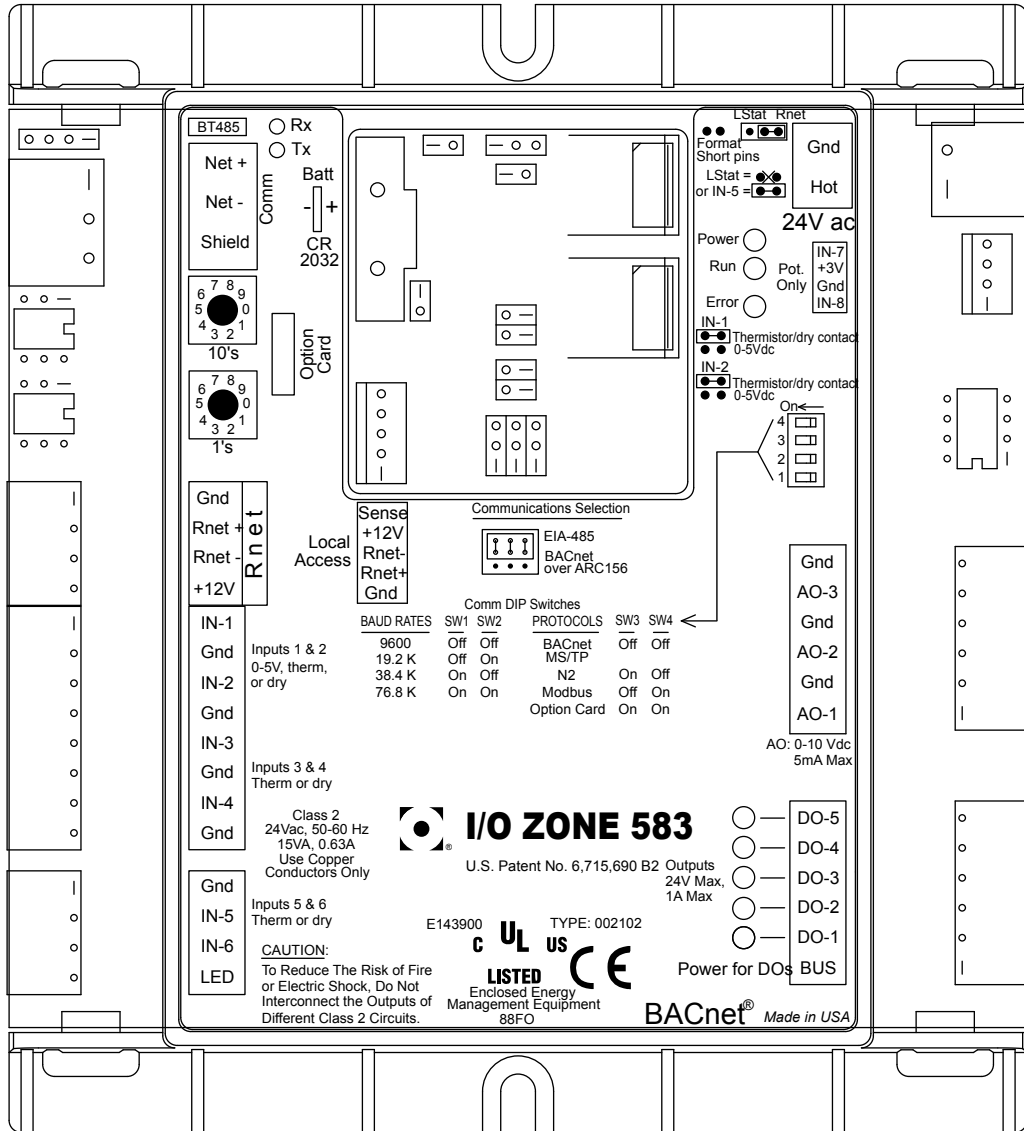 BT485
Rx
Tx
Net +
Net -
Shield
Comm
Batt
- +
CR
2032
7 8
6 9
5 0
4 1
3 2
10's
7 8
6 9
5 0
4 1
3 2
1's
Option
Card
LStat Rnet
Format
Short pins
LStat =
or IN-5 =
Gnd
Hot
24V ac
Power
Run
Error
Pot.
Only
IN-7
+3V
Gnd
IN-8
IN-1
Thermistor/dry contact
0-5Vdc
IN-2
Thermistor/dry contact
0-5Vdc
On
4
3
2
1
Gnd
Rnet +
Rnet -
+12V
Rnet
Local
Access
Sense
+12V
Rnet-
Rnet+
Gnd
Communications Selection
EIA-485
BACnet
over ARC156
Comm DIP Switches
BAUD RATES SW1 SW2 PROTOCOLS SW3 SW4
9600 Off Off BACnet Off Off
19.2 K Off On MS/TP
38.4 K On Off N2 On Off
76.8 K On On Modbus Off On
Option Card On On
IN-1
Gnd
IN-2
Gnd
IN-3
Gnd
IN-4
Gnd
Inputs 1 & 2
0-5V, therm,
or dry
Inputs 3 & 4
Therm or dry
Gnd
AO-3
Gnd
AO-2
Gnd
AO-1
AO: 0-10 Vdc
5mA Max
Class 2
24Vac, 50-60 Hz
15VA, 0.63A
Use Copper
Conductors Only
®
I/O ZONE 583
U.S. Patent No. 6,715,690 B2
Outputs
24V Max,
1A Max
DO-5
DO-4
DO-3
DO-2
DO-1
BUS
Power for DOs
Gnd
IN-5
IN-6
LED
Inputs 5 & 6
Therm or dry
CAUTION:
To Reduce The Risk of Fire
or Electric Shock, Do Not
Interconnect the Outputs of
Different Class 2 Circuits.
E143900
TYPE: 002102
C UL US
LISTED
CE
Enclosed Energy
Management Equipment
88FO
BACnet®
Made in USA